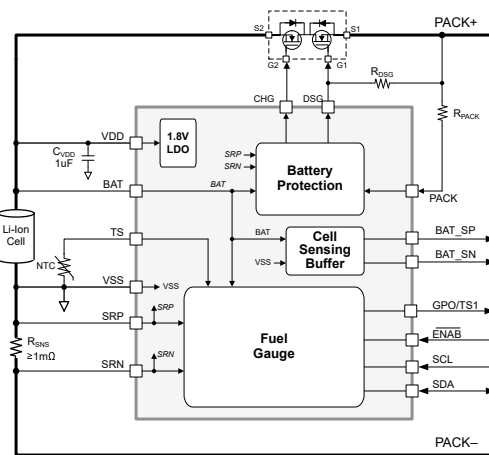 S2
S1
PACK+
G2
G1
RDSG
CHG
DSG
RPACK
VDD
1.8V
LDO
CVDD
1uF
SRP
SRN
Battery
Protection
BAT
BAT
PACK
Li-Ion
Cell
TS
BAT
Cell
Sensing
Buffer
BAT_SP
NTC
VSS
BAT_SN
VSS
VSS
SRP
SRP
GPO/TS1
Fuel
Gauge
ENAB
RSNS
≥1mΩ
SRN
SRN
SCL
SDA
PACK–